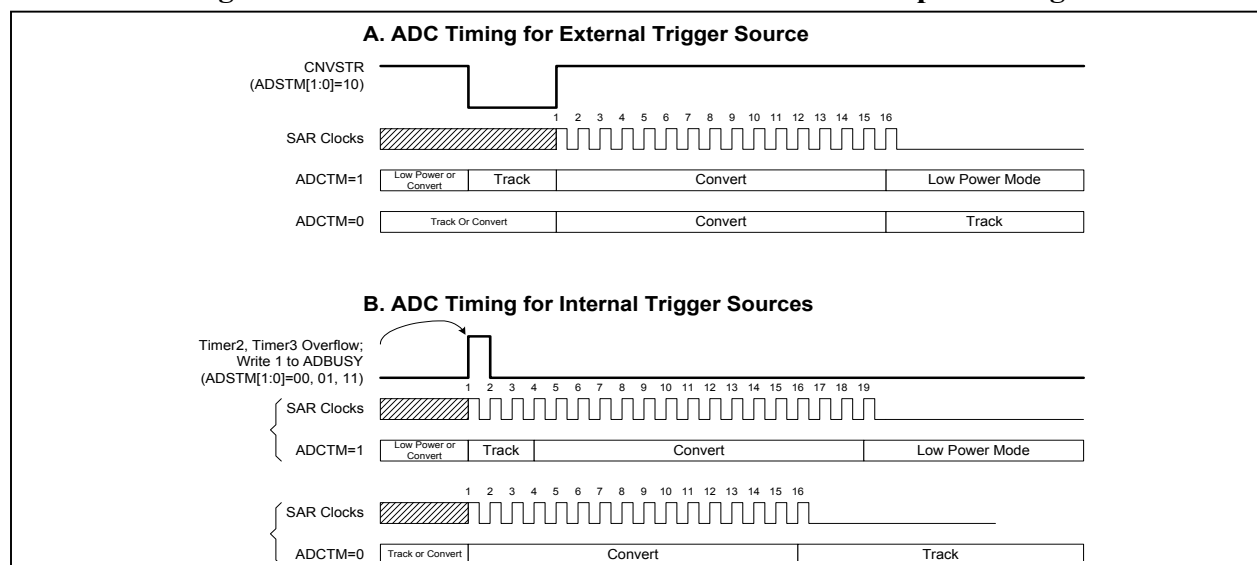 A. ADC Timing for External Trigger Source
CNVSTR
(ADSTM[1:0]=10)
1 2 3 4 5 6 7 8 9 10 11 12 13 14 15 16
SAR Clocks
ADCTM=1 Low Power or Convert Track Convert Low Power Mode
ADCTM=0 Track Or Convert Convert Track
B. ADC Timing for Internal Trigger Sources
Timer2, Timer3 Overflow;
Write 1 to ADBUSY
(ADSTM[1:0]=00, 01, 11)
1 2 3 4 5 6 7 8 9 10 11 12 13 14 15 16 17 18 19
SAR Clocks
ADCTM=1 Low Power or Convert Track Convert Low Power Mode
1 2 3 4 5 6 7 8 9 10 11 12 13 14 15 16
SAR Clocks
ADCTM=0 Track or Convert Convert Track